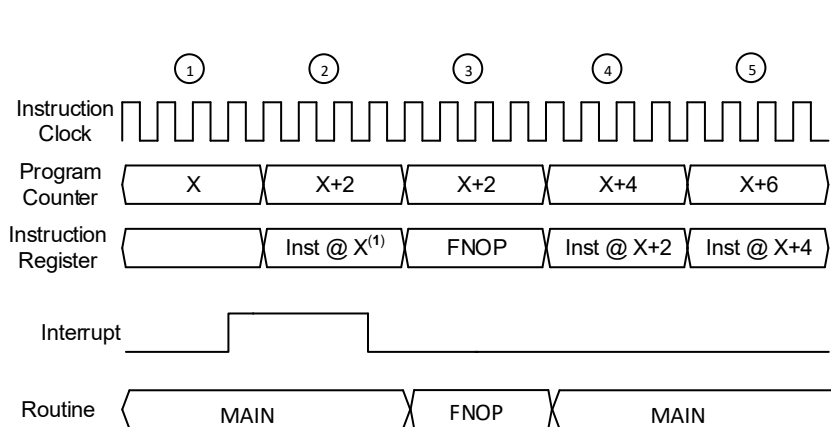 1 2 3 4 5
Instruction
Clock
Program
Counter
X X+2 X+2 X+4 X+6
Instruction
Register
Inst @ X(1) FNOP Inst @ X+2 Inst @ X+4
Interrupt
Routine MAIN FNOP MAIN